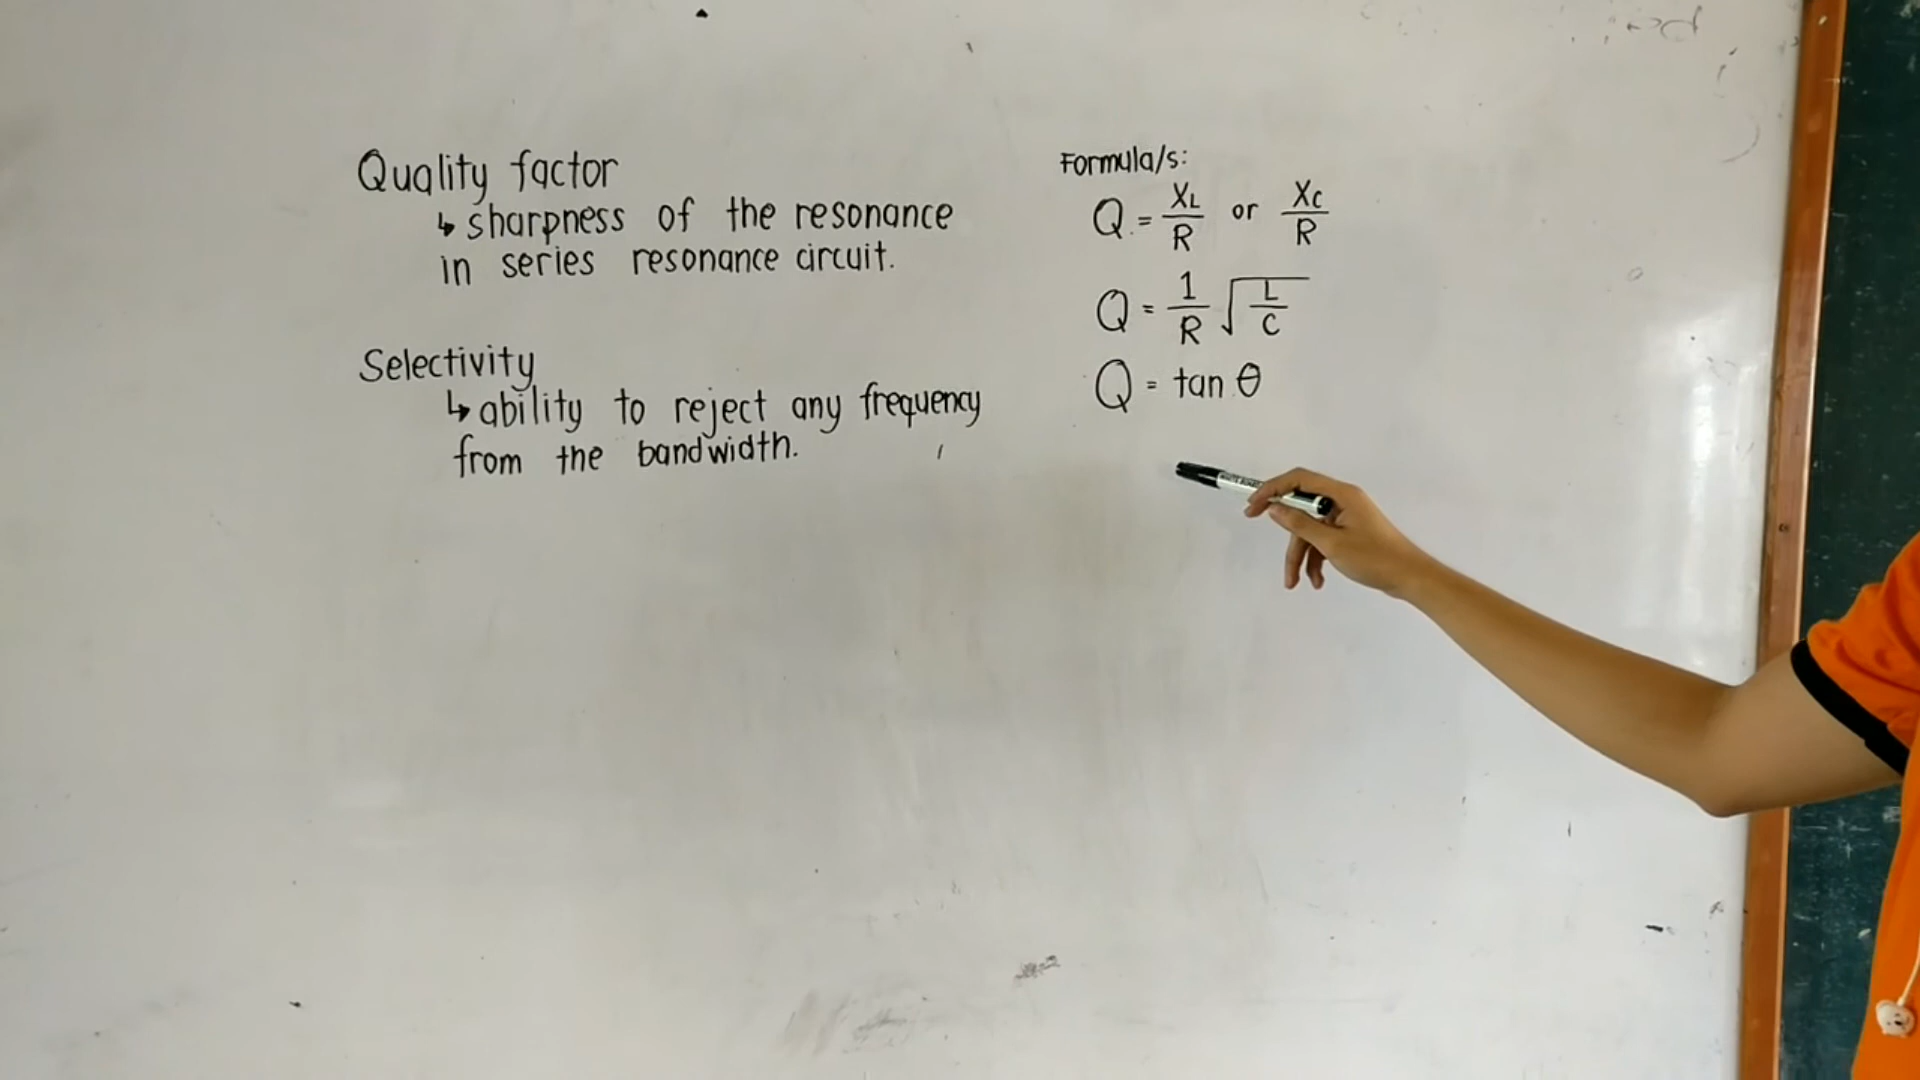 Quality factor
↳ sharpness of the resonance
in series resonance circuit.
Selectivity
↳ ability to reject any frequency
from the bandwidth.
Formula/s:
Q = XL/R or XC/R
Q = 1/R √(L/C)
Q = tan θ